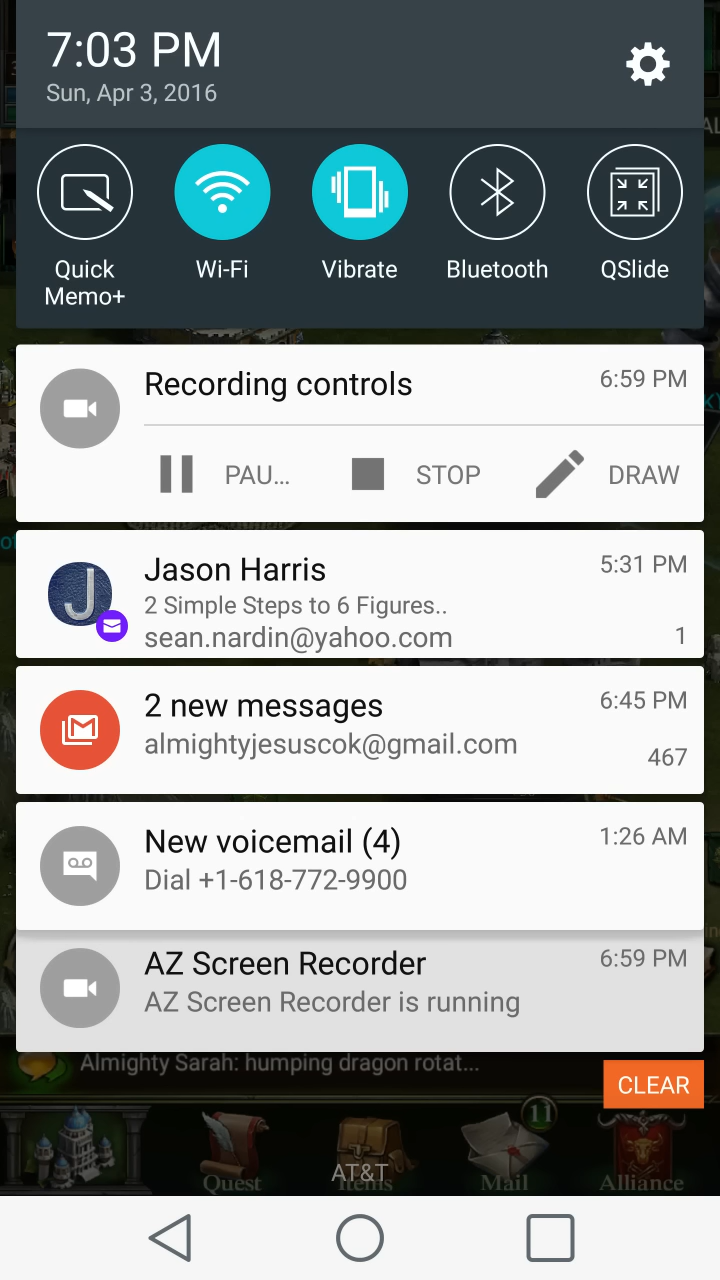 7:03 PM
Sun, Apr 3, 2016
Quick
Memo+
Wi-Fi
Vibrate
Bluetooth
QSlide
Recording controls 6:59 PM
PAU... STOP DRAW
Jason Harris 5:31 PM
2 Simple Steps to 6 Figures..
sean.nardin@yahoo.com 1
2 new messages 6:45 PM
almightyjesuscok@gmail.com 467
New voicemail (4) 1:26 AM
Dial +1-618-772-9900
AZ Screen Recorder 6:59 PM
AZ Screen Recorder is running
Almighty Sarah: humping dragon rotat...
CLEAR
11
AT&T
Quest Items Mail Alliance